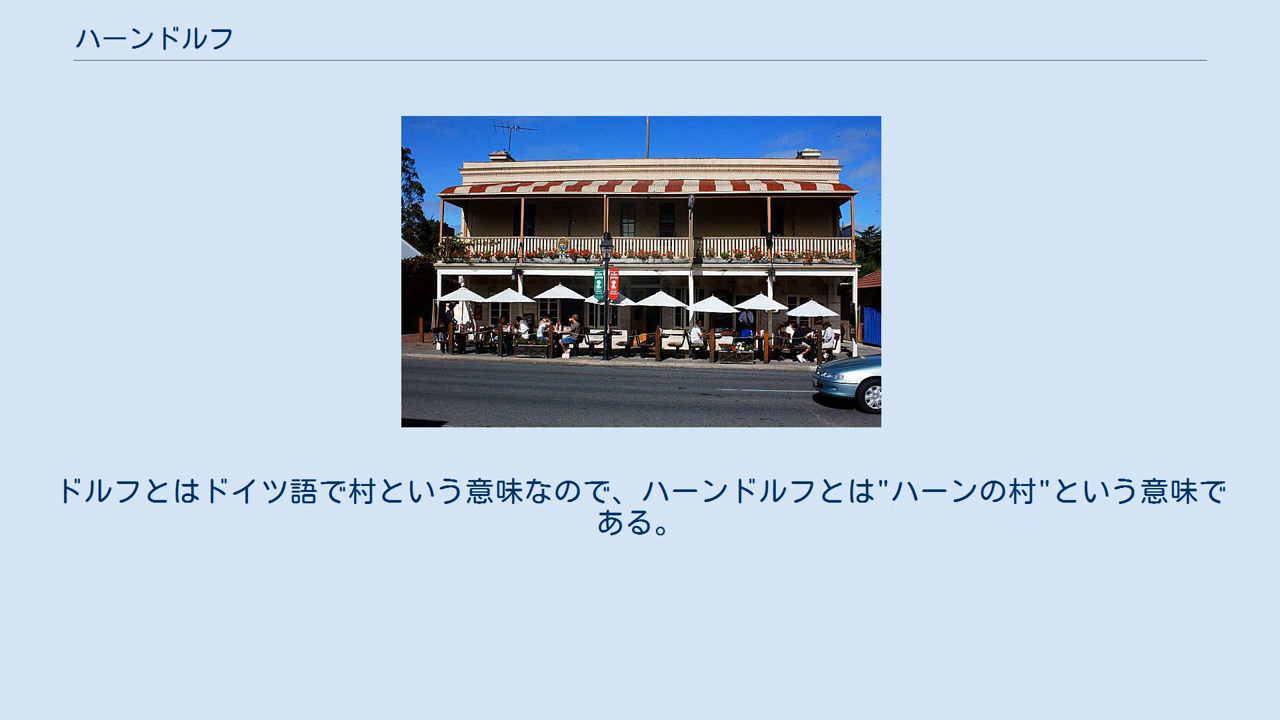 ハーンドルフ
ドルフとはドイツ語で村という意味なので、ハーンドルフとは"ハーンの村"という意味で
ある。